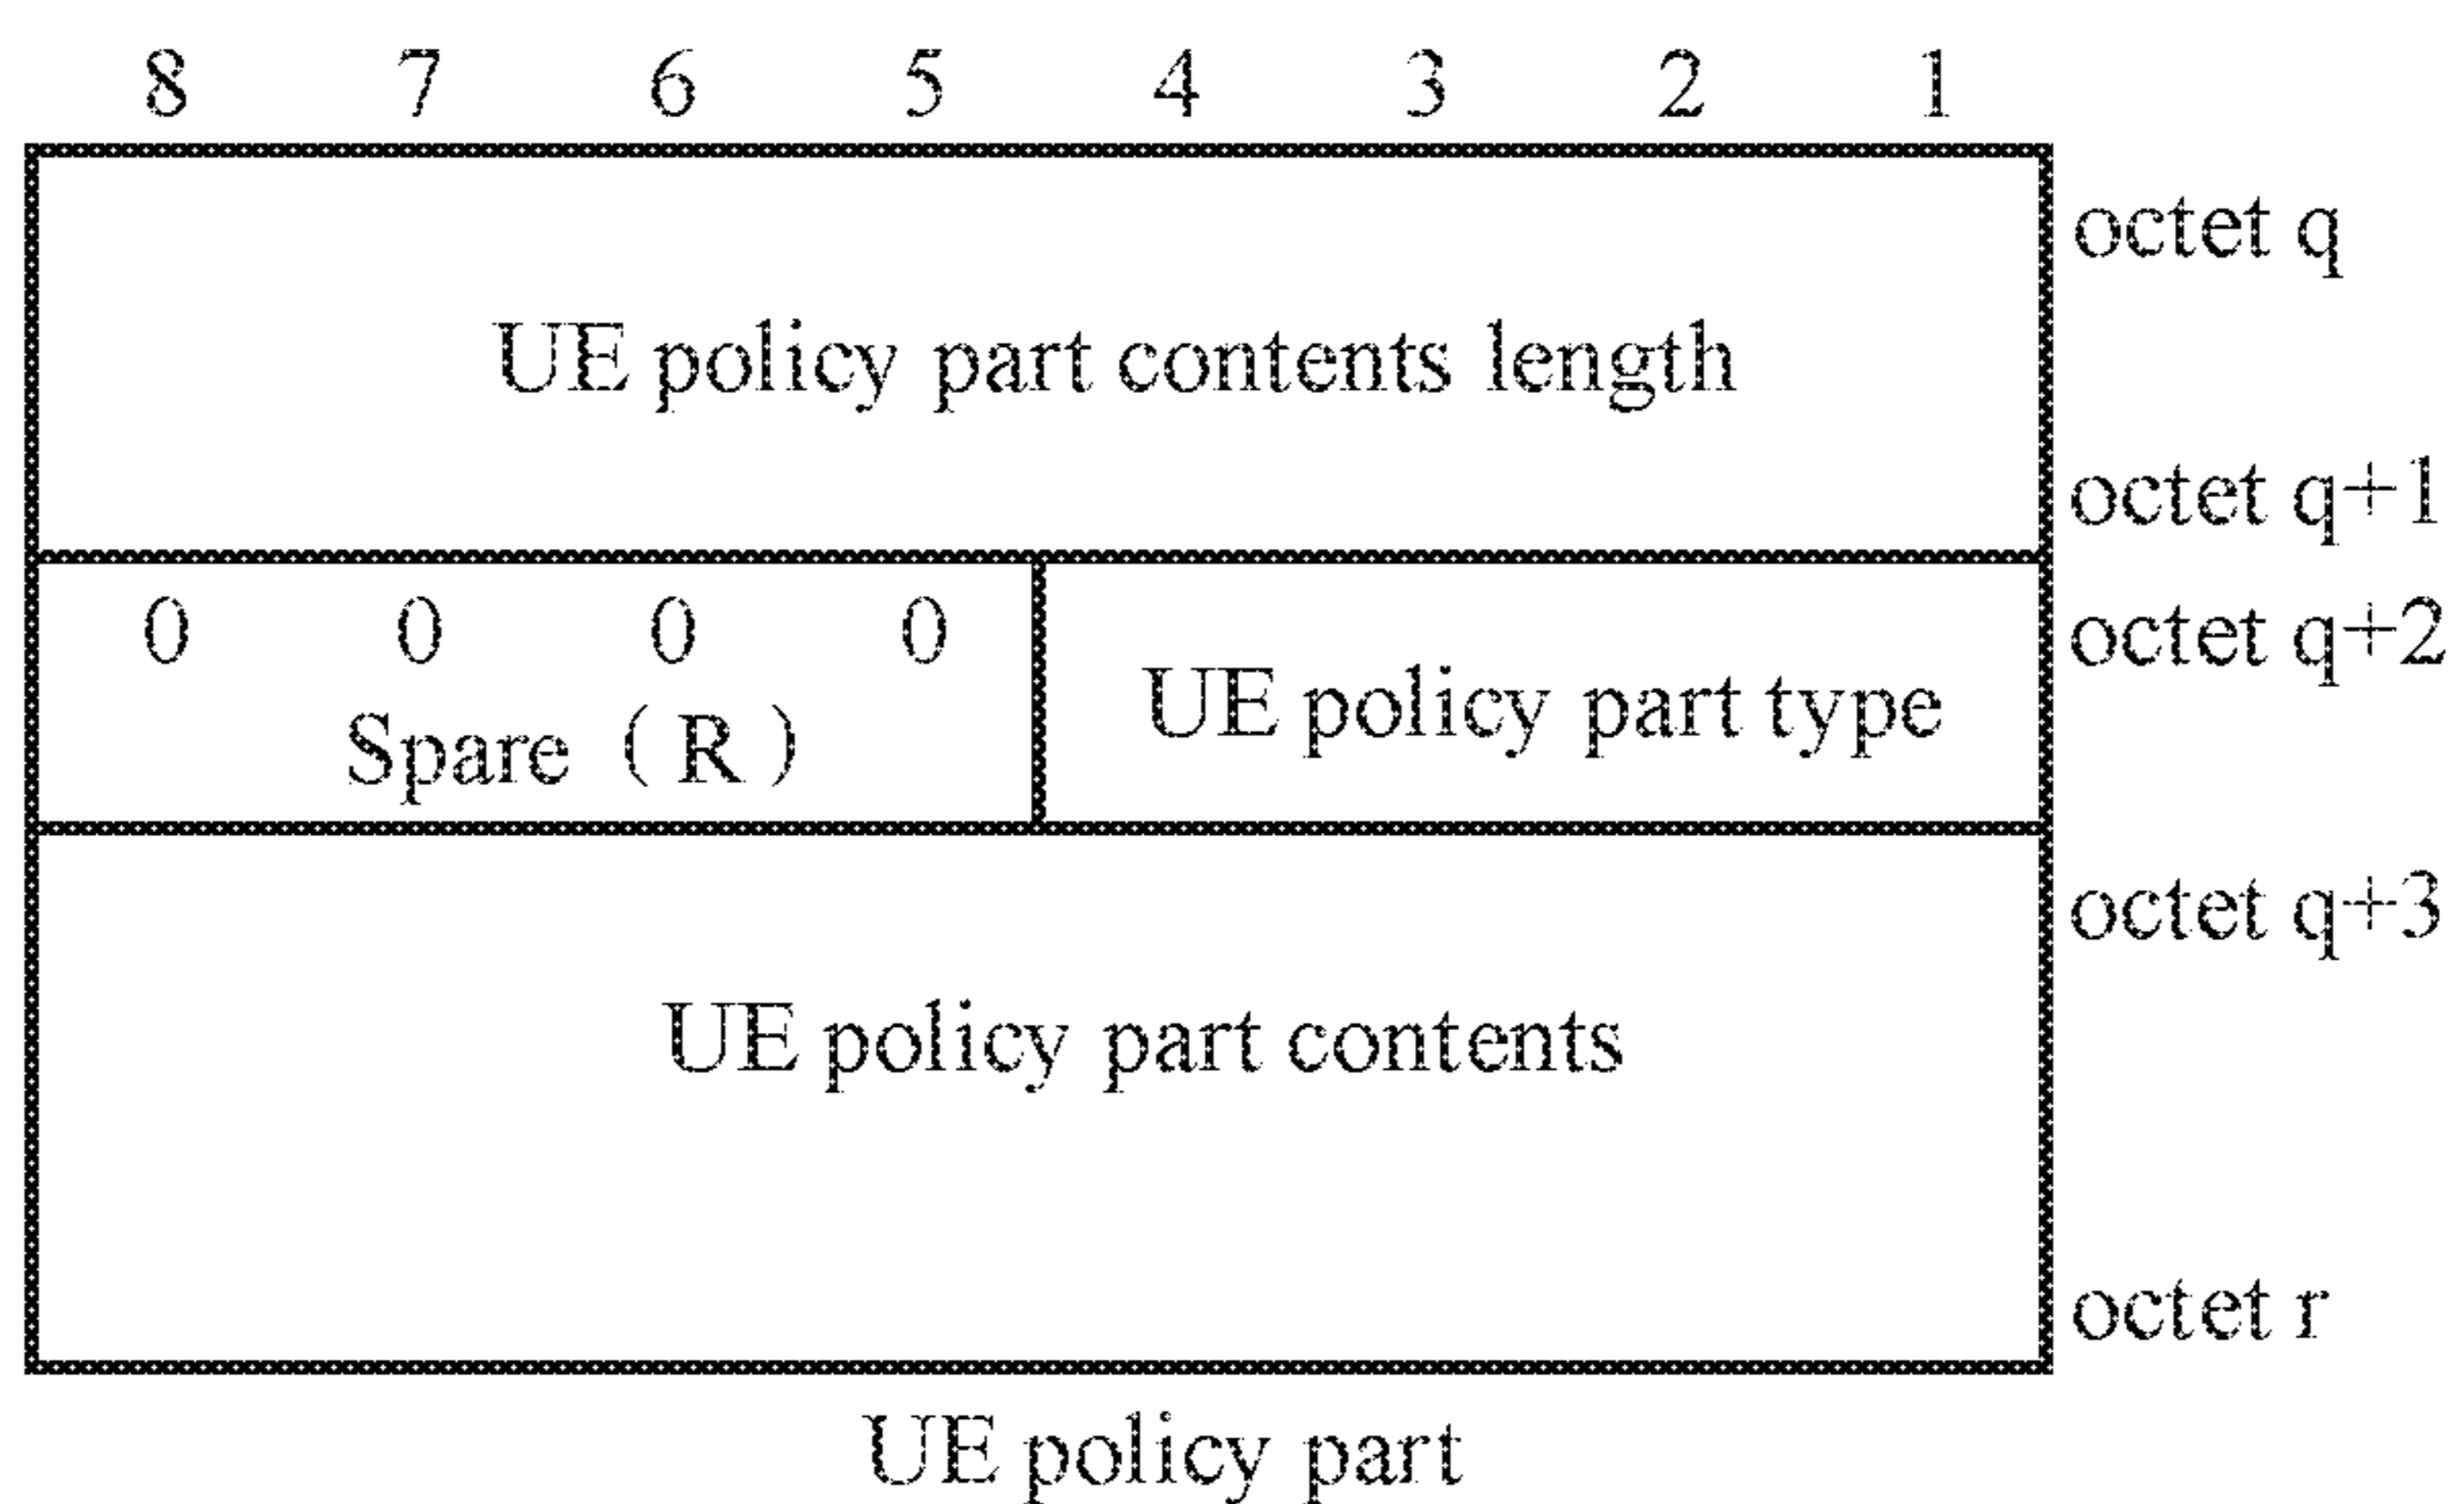 8 7 6 5 4 3 2 1
octet q
UE policy part contents length
octet q+1
0 0 0 0 octet q+2
UE policy part type
Spare ( R )
octet q+3
UE policy part contents
octet r
UE policy part